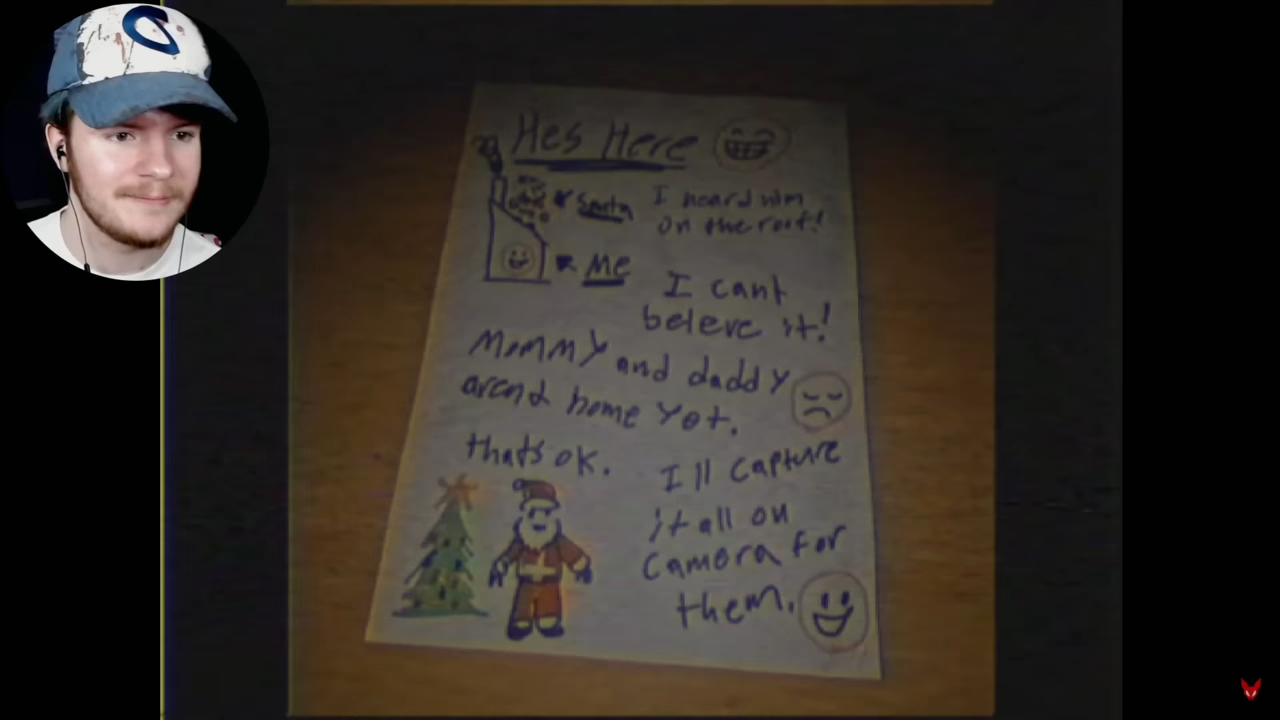 Hes Here
Santa
I heard him
on the roof!
Me
I cant
beleve it!
Mommy and daddy
arend home yet.
thats ok.
I ll capture
it all on
camera for
them.